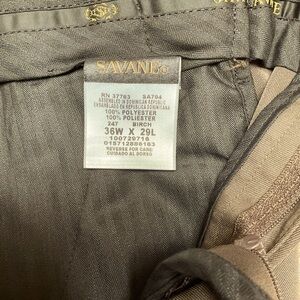 SAVANE
RN 37763 SA704
ASSEMBLED IN DOMINICAN REPUBLIC
ENSAMBLADO EN REPUBLICA DOMINICANA
100% POLYESTER
100% POLIESTER
247 BIRCH
36W X 29L
100729716
018712806163
REVERSE FOR CARE
CUIDADO AL DORSO